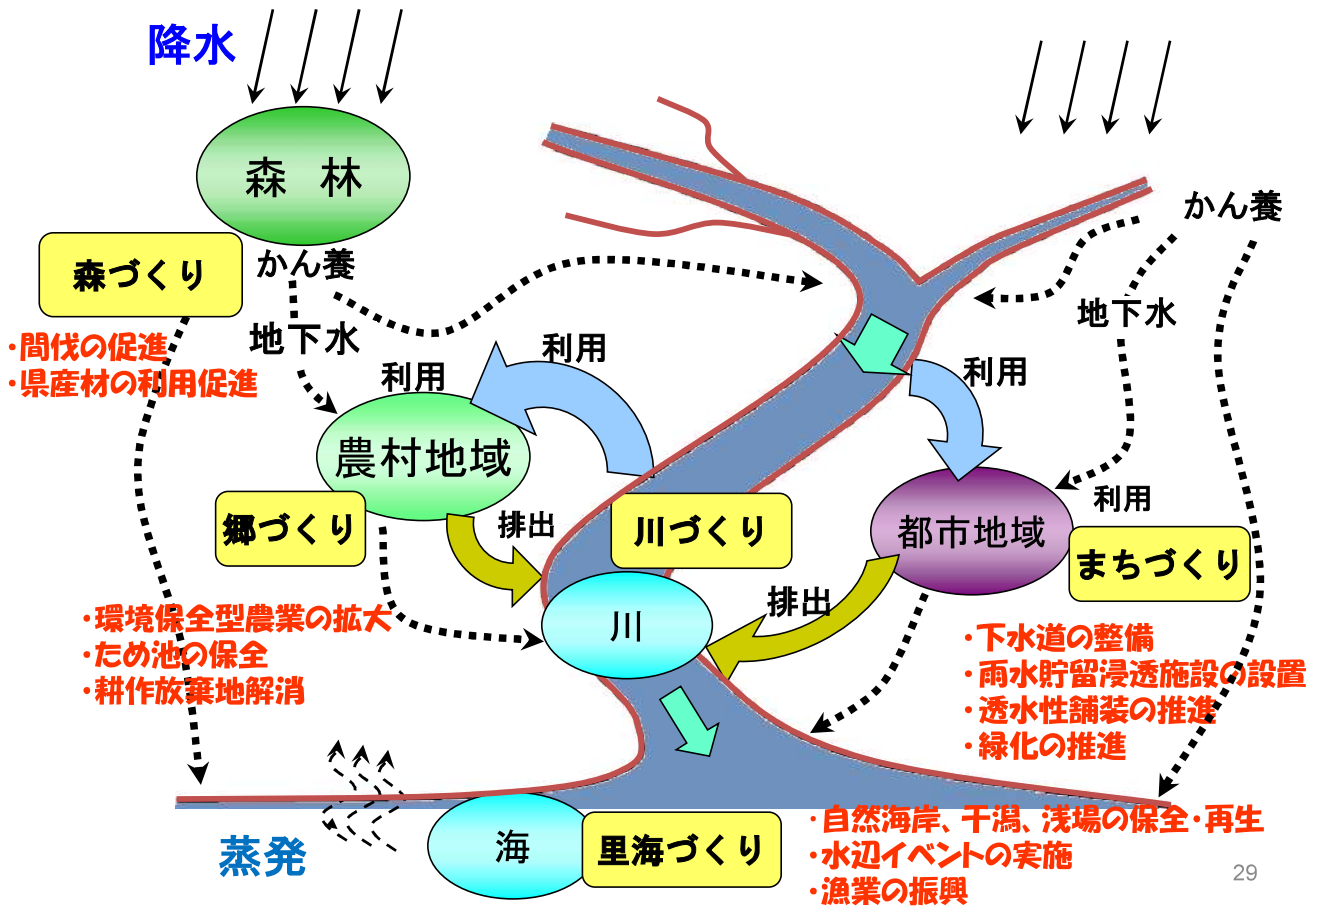 降水
森　林
かん養
かん養
森づくり
地下水
地下水
・間伐の促進
・県産材の利用促進
利用
利用
利用
農村地域
利用
郷づくり
排出
川づくり
都市地域
まちづくり
川
排出
・環境保全型農業の拡大
・ため池の保全
・耕作放棄地解消
・下水道の整備
・雨水貯留浸透施設の設置
・透水性舗装の推進
・緑化の推進
蒸発
海
里海づくり
・自然海岸、干潟、浅場の保全・再生
・水辺イベントの実施
・漁業の振興
29